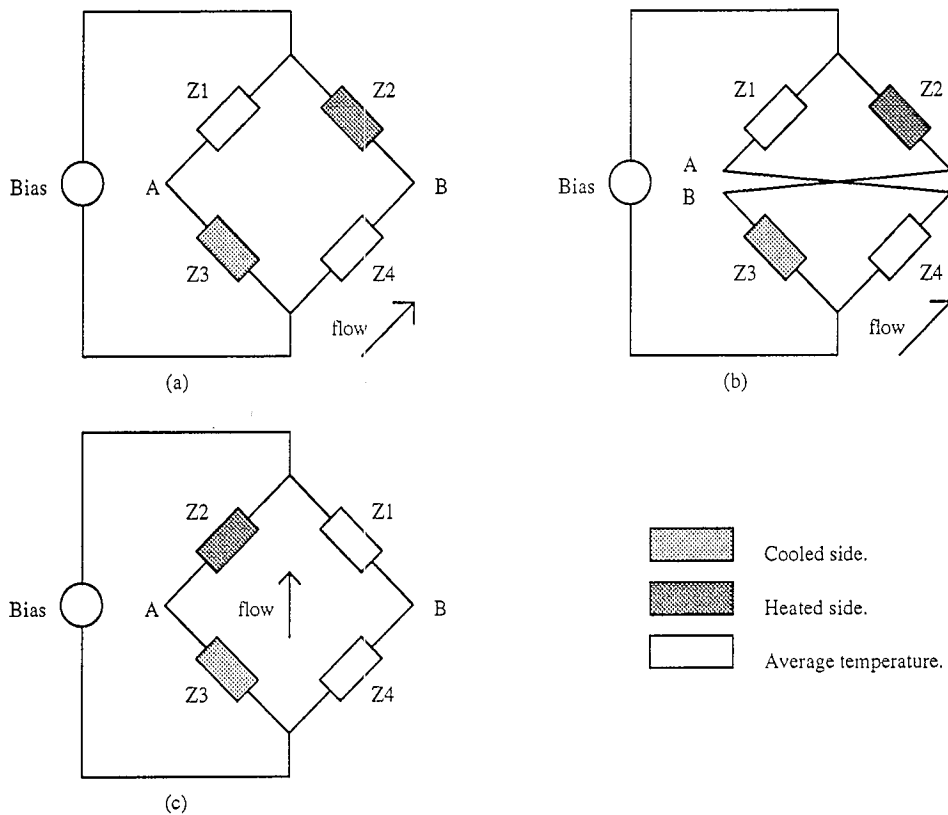 Z1
Z2
Bias
A
B
Z3
Z4
flow
(a)
Z1
Z2
A
Bias
B
Z3
Z4
flow
(b)
Z2
Z1
Bias
A
flow
B
Z3
Z4
(c)
Cooled side.
Heated side.
Average temperature.